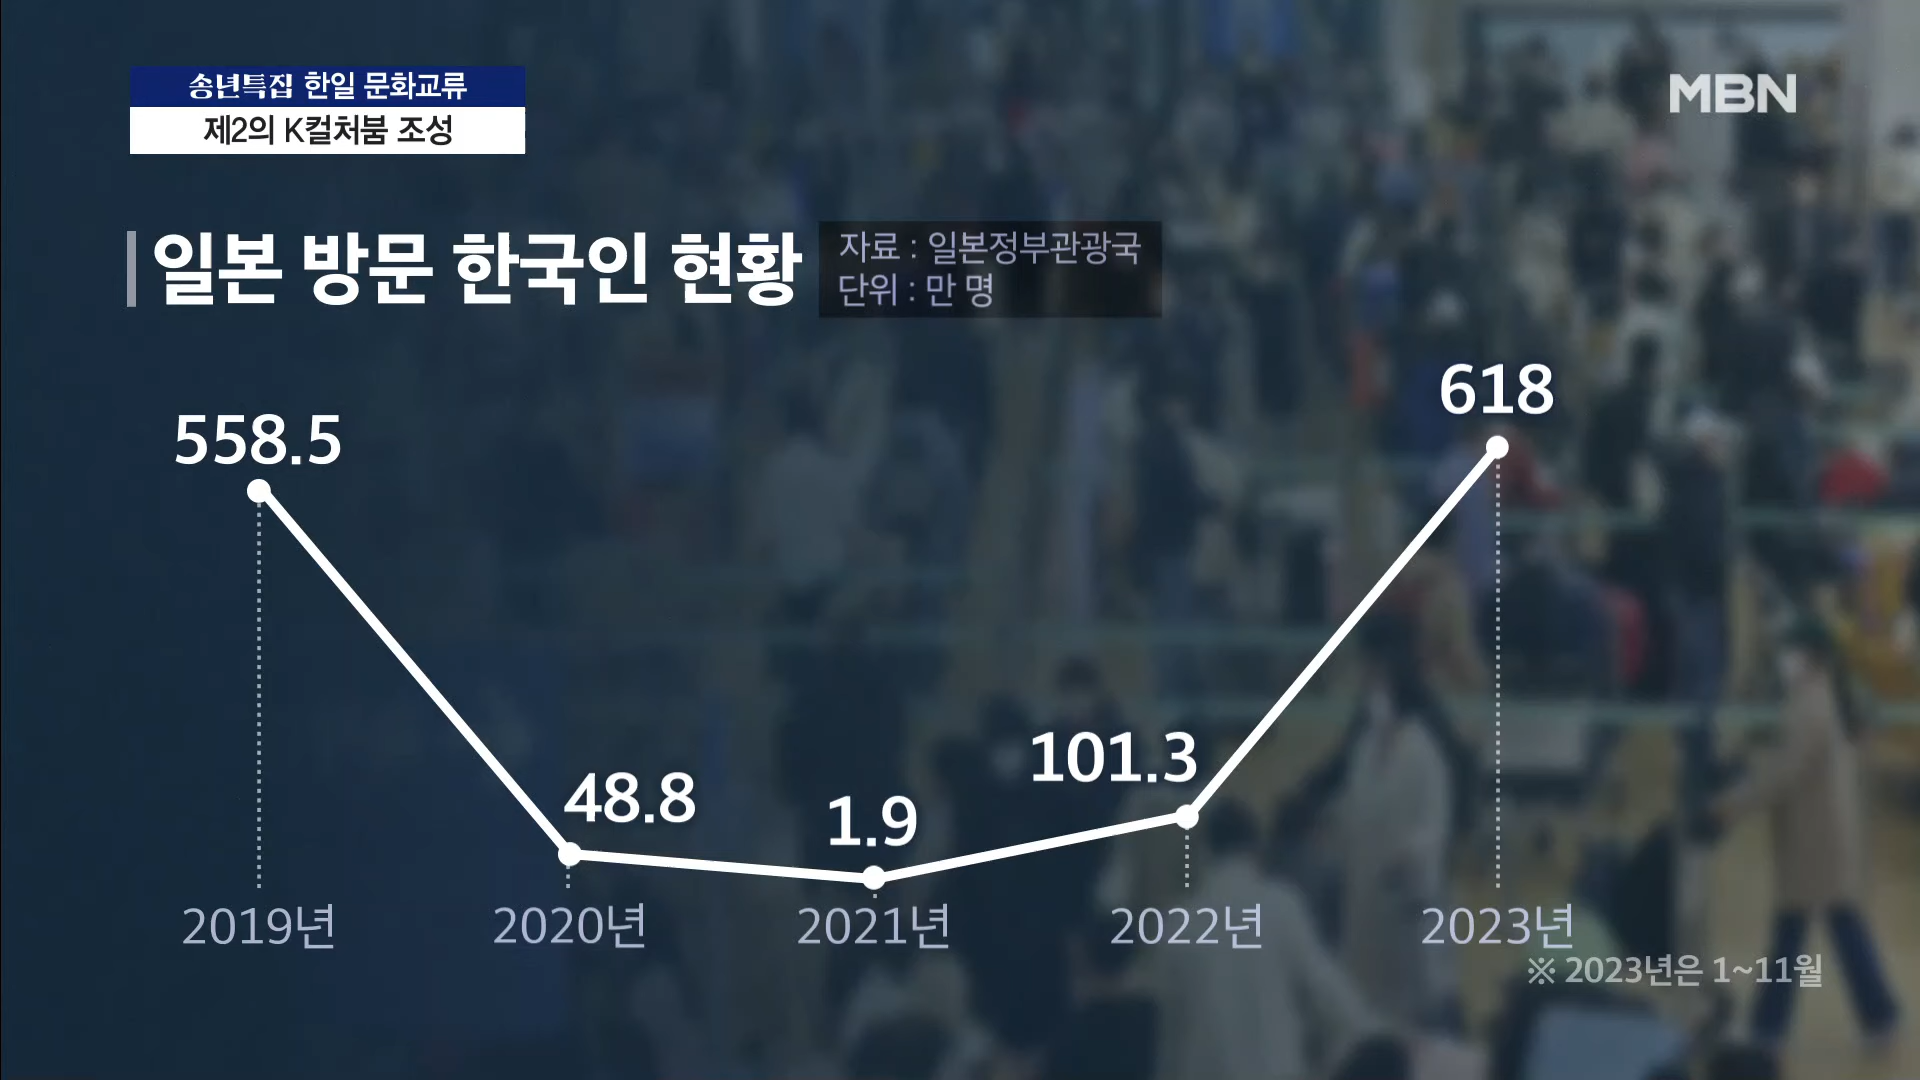 송년특집 한일 문화교류
제2의 K컬처붐 조성
MBN
일본 방문 한국인 현황
자료 : 일본정부관광국
단위 : 만 명
558.5
48.8
1.9
101.3
618
2019년
2020년
2021년
2022년
2023년
※ 2023년은 1~11월